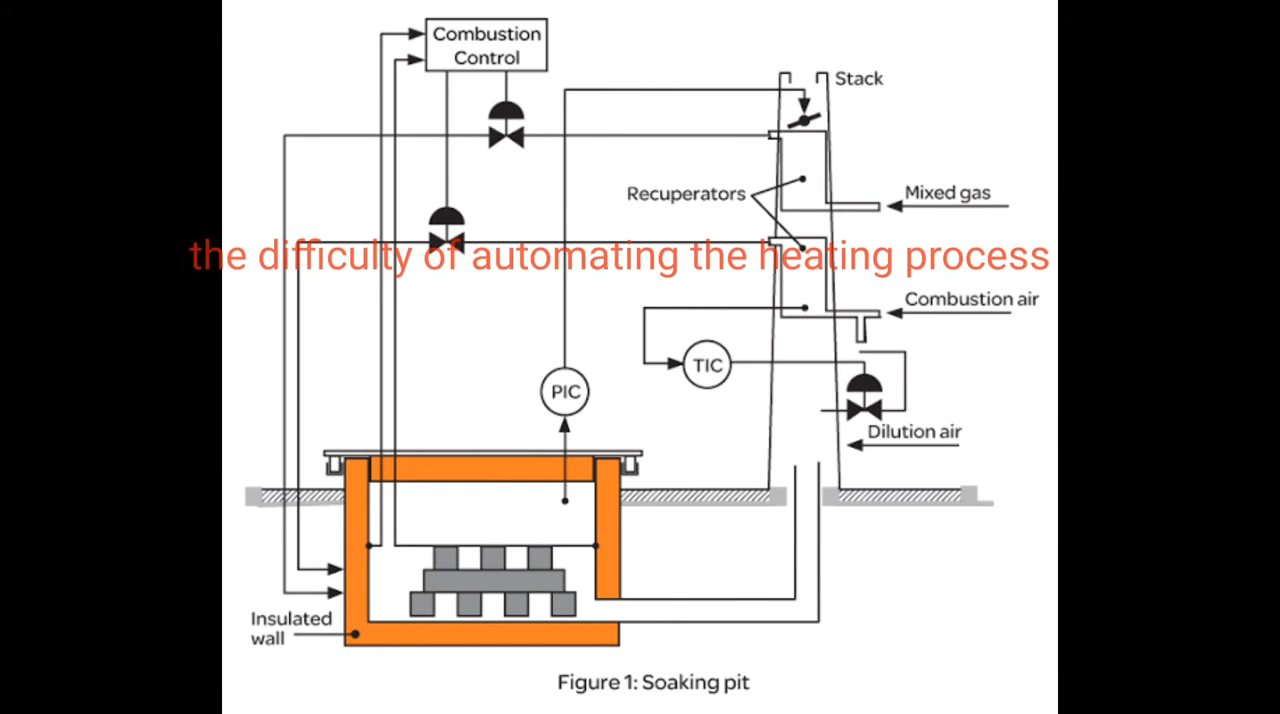 Combustion
Control
Stack
Recuperators
Mixed gas
the difficulty of automating the heating process
Combustion air
TIC
PIC
Dilution air
Insulated
wall
Figure 1: Soaking pit